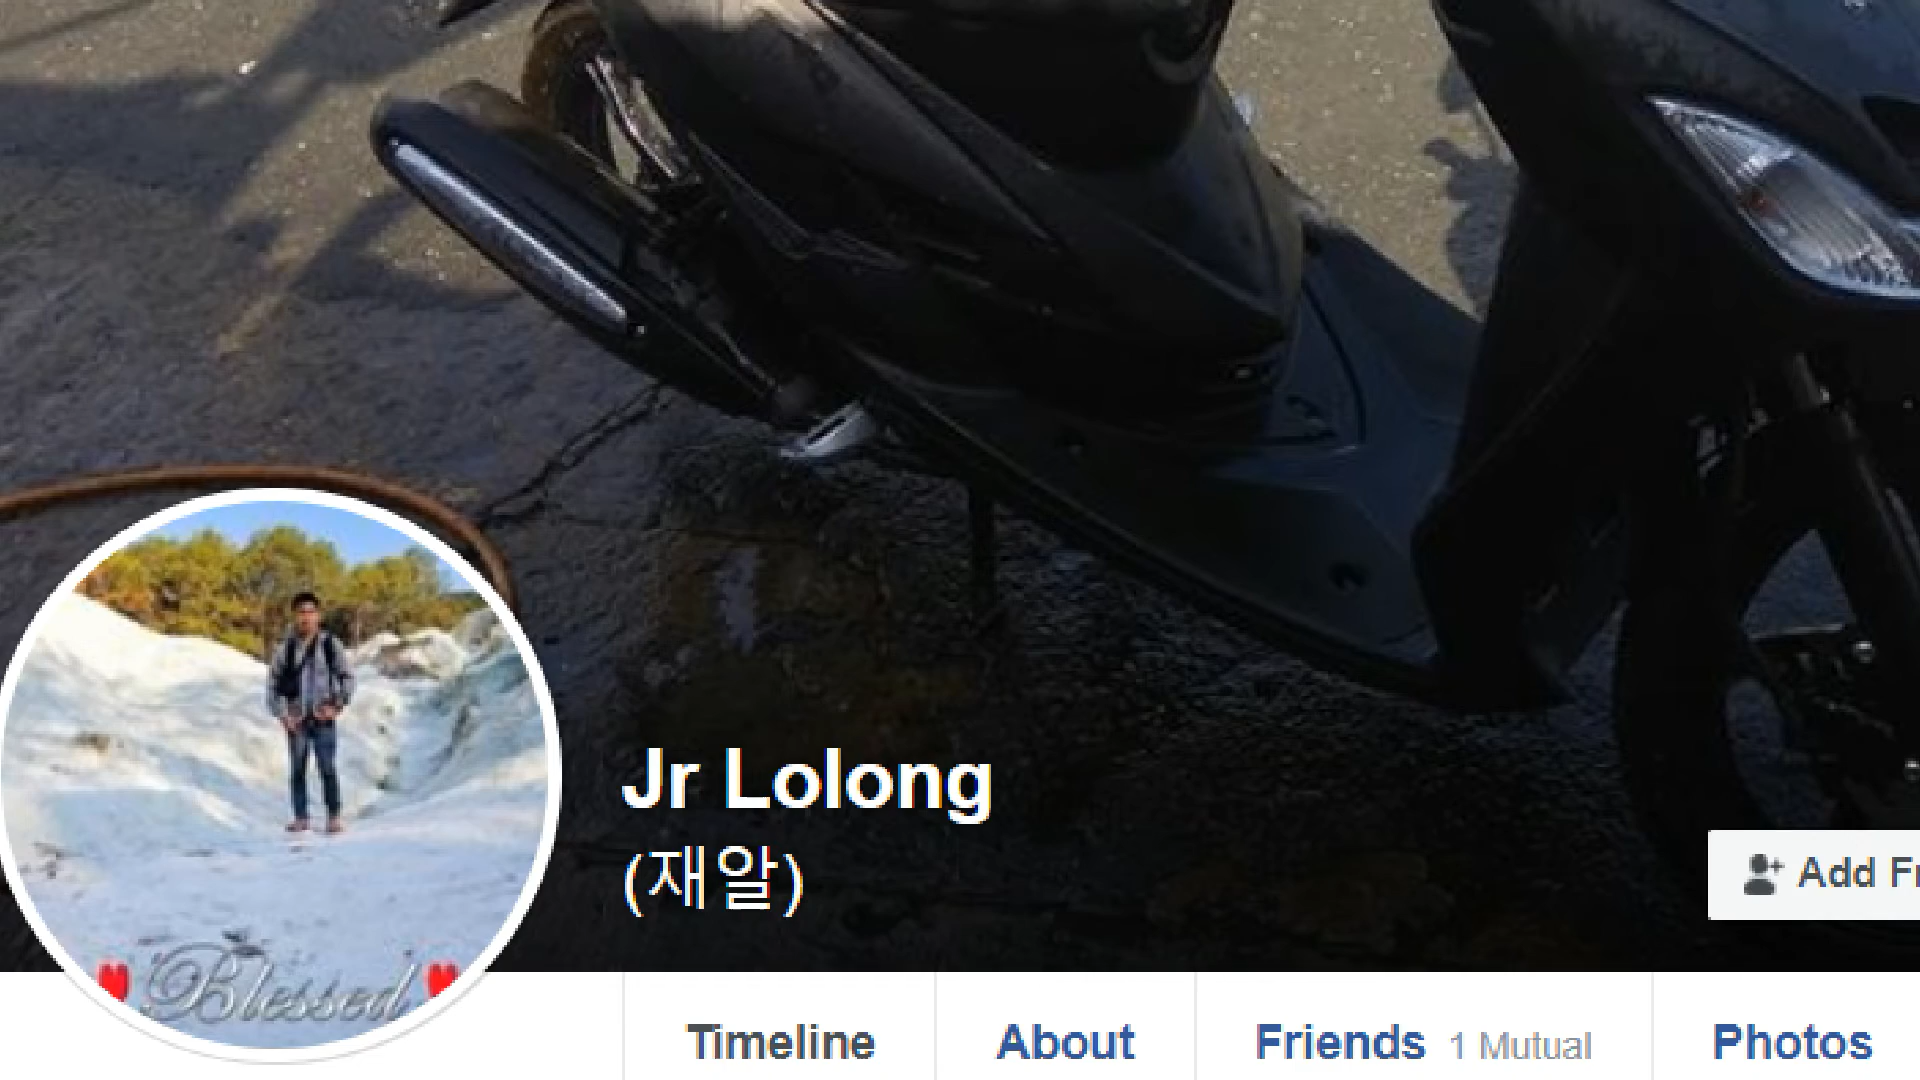 Jr Lolong
(재알)
Add Fr
Blessed
Timeline
About
Friends 1 Mutual
Photos